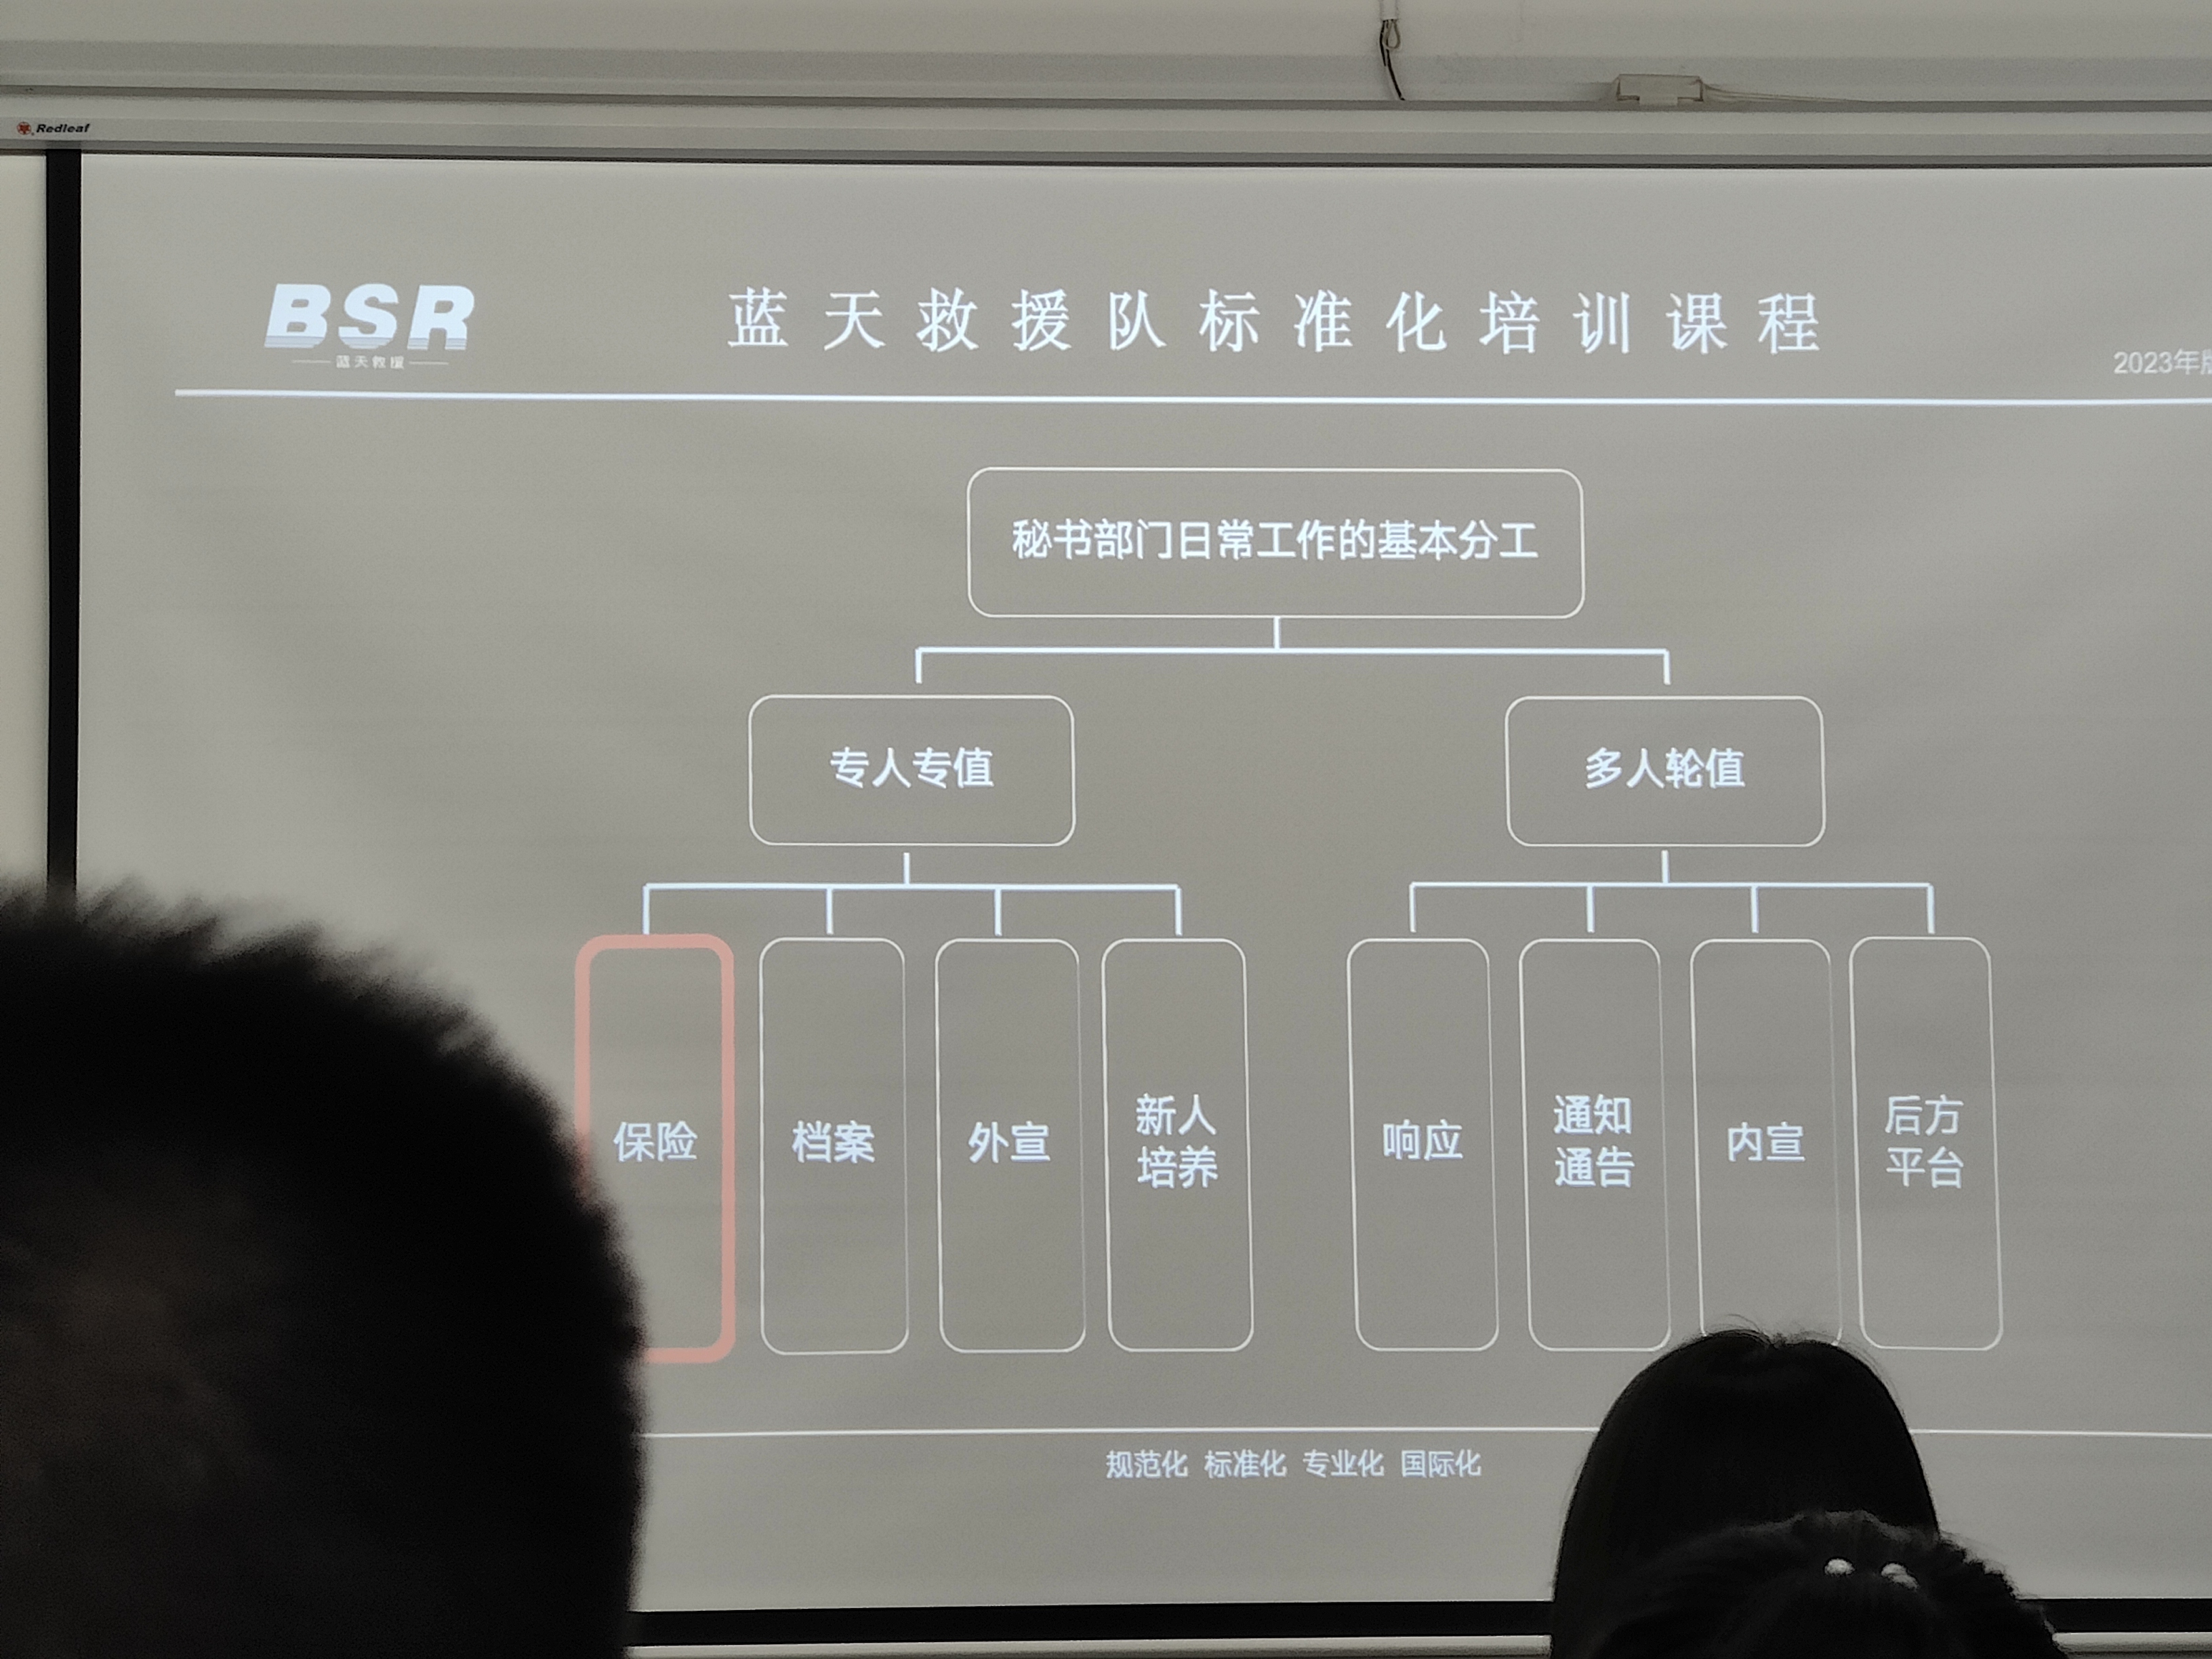 Redleaf
BSR
蓝天救援
蓝天救援队标准化培训课程
2023年版
秘书部门日常工作的基本分工
专人专值
多人轮值
保险
档案
外宣
新人
培养
响应
通知
通告
内宣
后方
平台
规范化 标准化 专业化 国际化